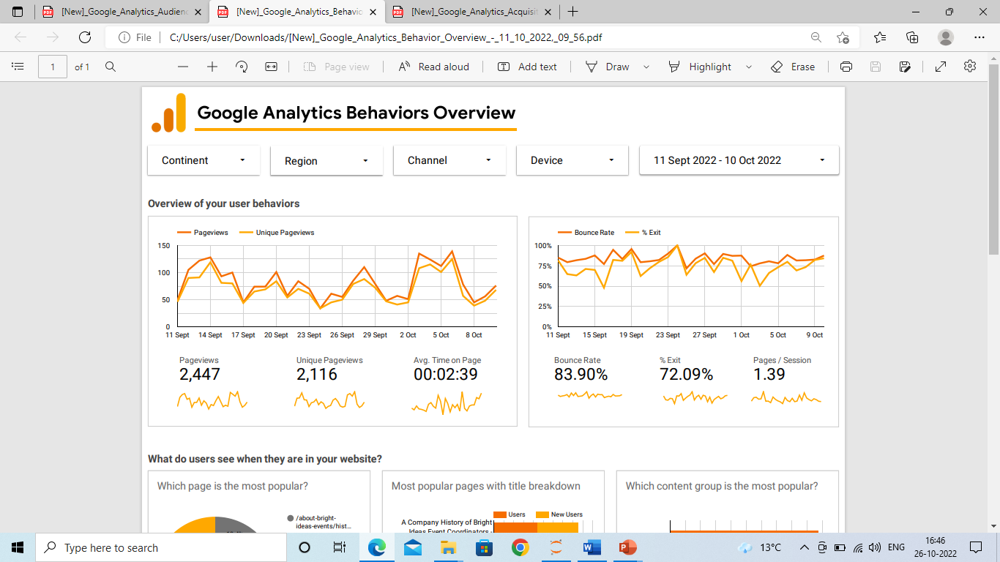 [New]_Google_Analytics_Audien
[New]_Google_Analytics_Behavio
[New]_Google_Analytics_Acquisit
File
C:/Users/user/Downloads/[New]_Google_Analytics_Behavior_Overview_-_11_10_2022,_09_56.pdf
1 of 1
Page view
Read aloud
Add text
Draw
Highlight
Erase
Google Analytics Behaviors Overview
Continent
Region
Channel
Device
11 Sept 2022 - 10 Oct 2022
Overview of your user behaviors
Pageviews Unique Pageviews
150
100
50
0
11 Sept 14 Sept 17 Sept 20 Sept 23 Sept 26 Sept 29 Sept 2 Oct 5 Oct 8 Oct
Pageviews Unique Pageviews Avg. Time on Page
2,447 2,116 00:02:39
Bounce Rate % Exit
100%
75%
50%
25%
0%
11 Sept 15 Sept 19 Sept 23 Sept 27 Sept 1 Oct 5 Oct 9 Oct
Bounce Rate % Exit Pages / Session
83.90% 72.09% 1.39
What do users see when they are in your website?
Which page is the most popular?
/about-bright-
ideas-events/hist...
Most popular pages with title breakdown
Users New Users
A Company History of Bright
Ideas Event Coordinators -
Which content group is the most popular?
Type here to search
13°C
ENG
16:46
26-10-2022